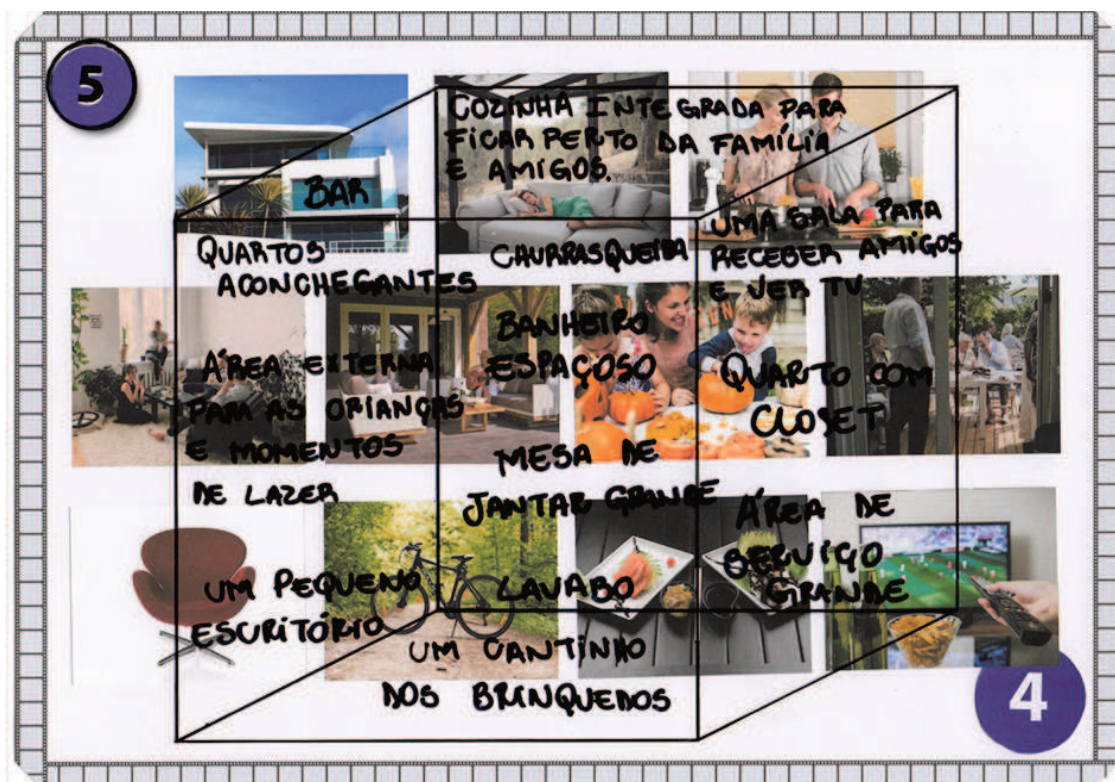 5
COZINHA INTEGRADA PARA
FICAR PERTO DA FAMÍLIA
E AMIGOS.
BAR
UMA SALA PARA
RECEBER AMIGOS
E VER TV
QUARTOS
ACONCHEGANTES
CHURRASQUEIRA
BANHEIRO
ESPAÇOSO
ÁREA EXTERNA
PARA AS CRIANÇAS
E MOMENTOS
DE LAZER
QUARTO COM
CLOSET
MESA DE
JANTAR GRANDE
ÁREA DE
SERVIÇO
GRANDE
UM PEQUENO
ESCRITÓRIO
LAVABO
UM CANTINHO
DOS BRINQUEDOS
4